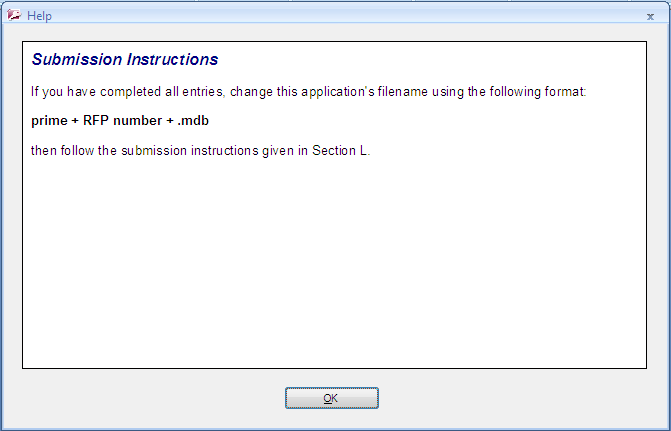 Help
Submission Instructions
If you have completed all entries, change this application's filename using the following format:
prime + RFP number + .mdb
then follow the submission instructions given in Section L.
OK